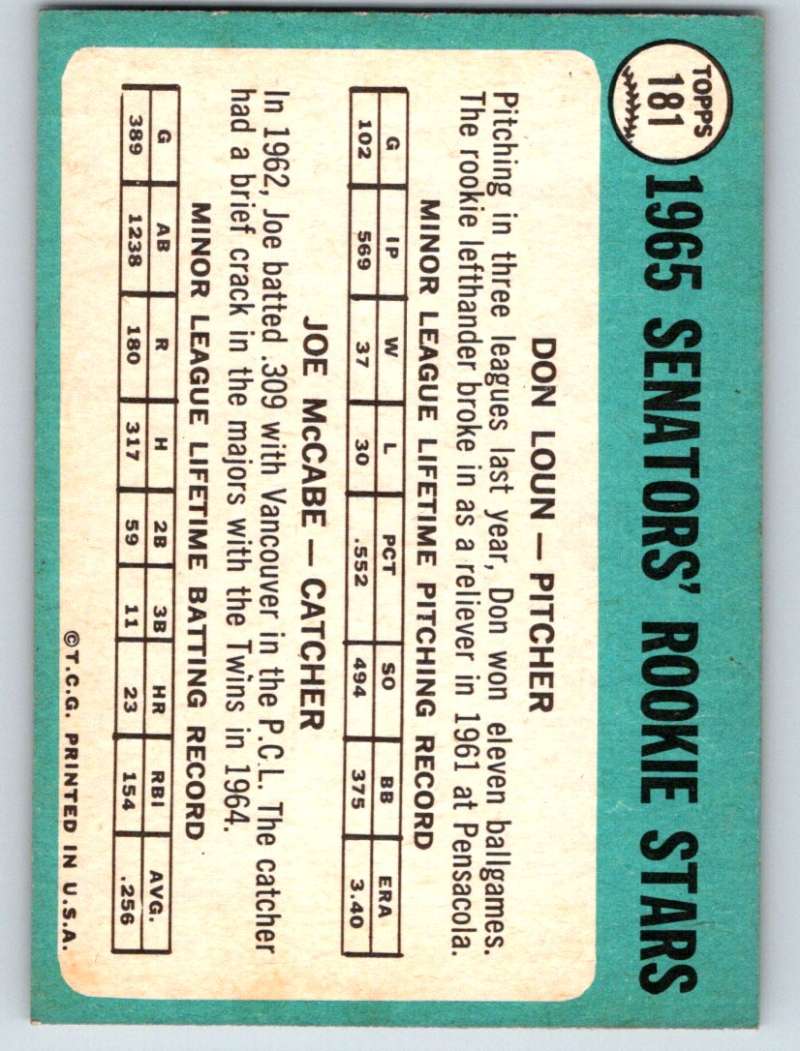 TOPPS
181
1965 SENATORS' ROOKIE STARS
DON LOUN — PITCHER
Pitching in three leagues last year, Don won eleven ballgames.
The rookie lefthander broke in as a reliever in 1961 at Pensacola.
MINOR LEAGUE LIFETIME PITCHING RECORD
G IP W L PCT SO BB ERA
102 569 37 30 .552 494 375 3.40
JOE McCABE — CATCHER
In 1962, Joe batted .309 with Vancouver in the P.C.L. The catcher
had a brief crack in the majors with the Twins in 1964.
MINOR LEAGUE LIFETIME BATTING RECORD
G AB R H 2B 3B HR RBI AVG.
389 1238 180 317 59 11 23 154 .256
©T.C.G. PRINTED IN U.S.A.